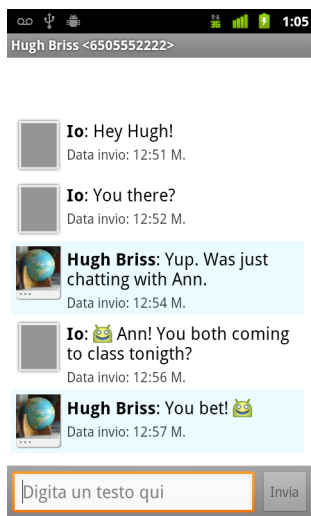 3G 1:05
Hugh Briss <6505552222>
Io: Hey Hugh!
Data invio: 12:51 M.
Io: You there?
Data invio: 12:52 M.
Hugh Briss: Yup. Was just
chatting with Ann.
Data invio: 12:54 M.
Io: Ann! You both coming
to class tonigth?
Data invio: 12:56 M.
Hugh Briss: You bet!
Data invio: 12:57 M.
Digita un testo qui Invia